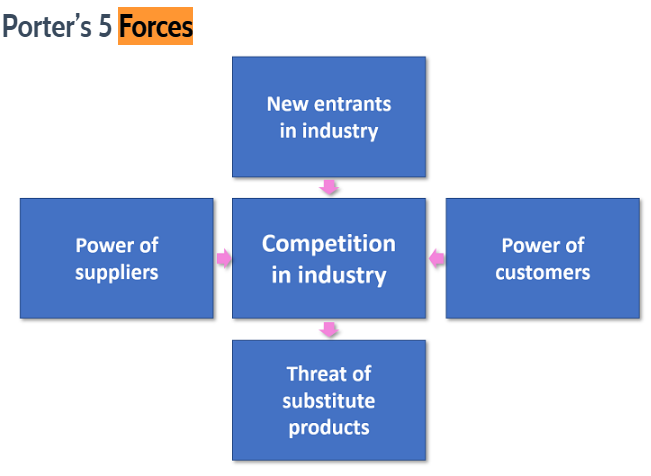 Porter's 5 Forces
New entrants
in industry
Power of
suppliers
Competition
in industry
Power of
customers
Threat of
substitute
products